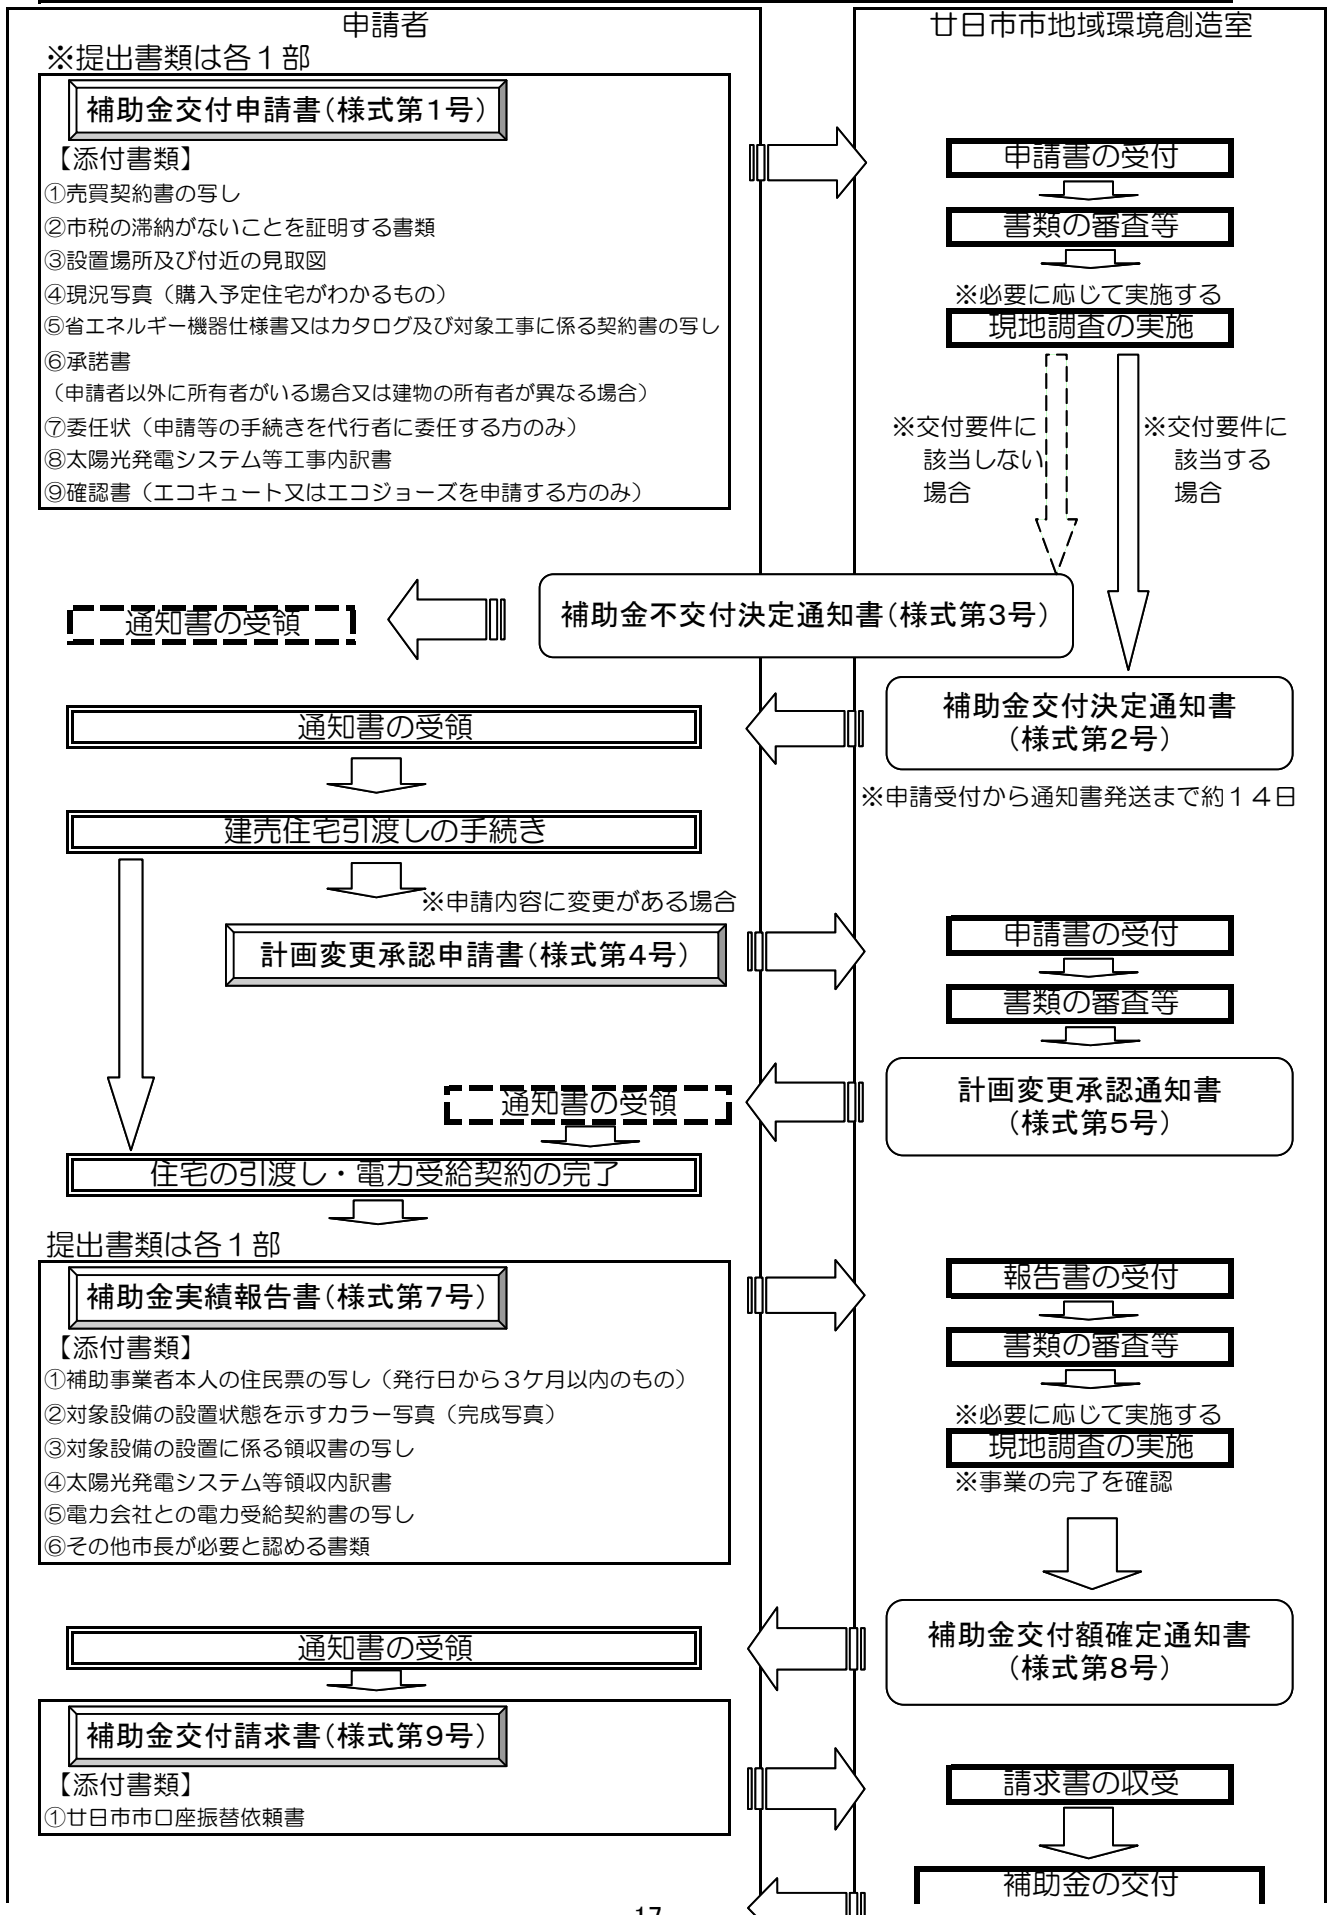 申請者
※提出書類は各１部
補助金交付申請書(様式第1号)
【添付書類】
①売買契約書の写し
②市税の滞納がないことを証明する書類
③設置場所及び付近の見取図
④現況写真（購入予定住宅がわかるもの）
⑤省エネルギー機器仕様書又はカタログ及び対象工事に係る契約書の写し
⑥承諾書
（申請者以外に所有者がいる場合又は建物の所有者が異なる場合）
⑦委任状（申請等の手続きを代行者に委任する方のみ）
⑧太陽光発電システム等工事内訳書
⑨確認書（エコキュート又はエコジョーズを申請する方のみ）
廿日市市地域環境創造室
申請書の受付
書類の審査等
※必要に応じて実施する
現地調査の実施
※交付要件に
該当しない
場合
※交付要件に
該当する
場合
補助金不交付決定通知書(様式第3号)
通知書の受領
補助金交付決定通知書
(様式第2号)
※申請受付から通知書発送まで約１４日
通知書の受領
建売住宅引渡しの手続き
※申請内容に変更がある場合
計画変更承認申請書(様式第4号)
申請書の受付
書類の審査等
計画変更承認通知書
(様式第5号)
通知書の受領
住宅の引渡し・電力受給契約の完了
提出書類は各１部
補助金実績報告書(様式第7号)
【添付書類】
①補助事業者本人の住民票の写し（発行日から３ケ月以内のもの）
②対象設備の設置状態を示すカラー写真（完成写真）
③対象設備の設置に係る領収書の写し
④太陽光発電システム等領収内訳書
⑤電力会社との電力受給契約書の写し
⑥その他市長が必要と認める書類
報告書の受付
書類の審査等
※必要に応じて実施する
現地調査の実施
※事業の完了を確認
補助金交付額確定通知書
(様式第8号)
通知書の受領
補助金交付請求書(様式第9号)
【添付書類】
①廿日市市口座振替依頼書
請求書の収受
補助金の交付
17